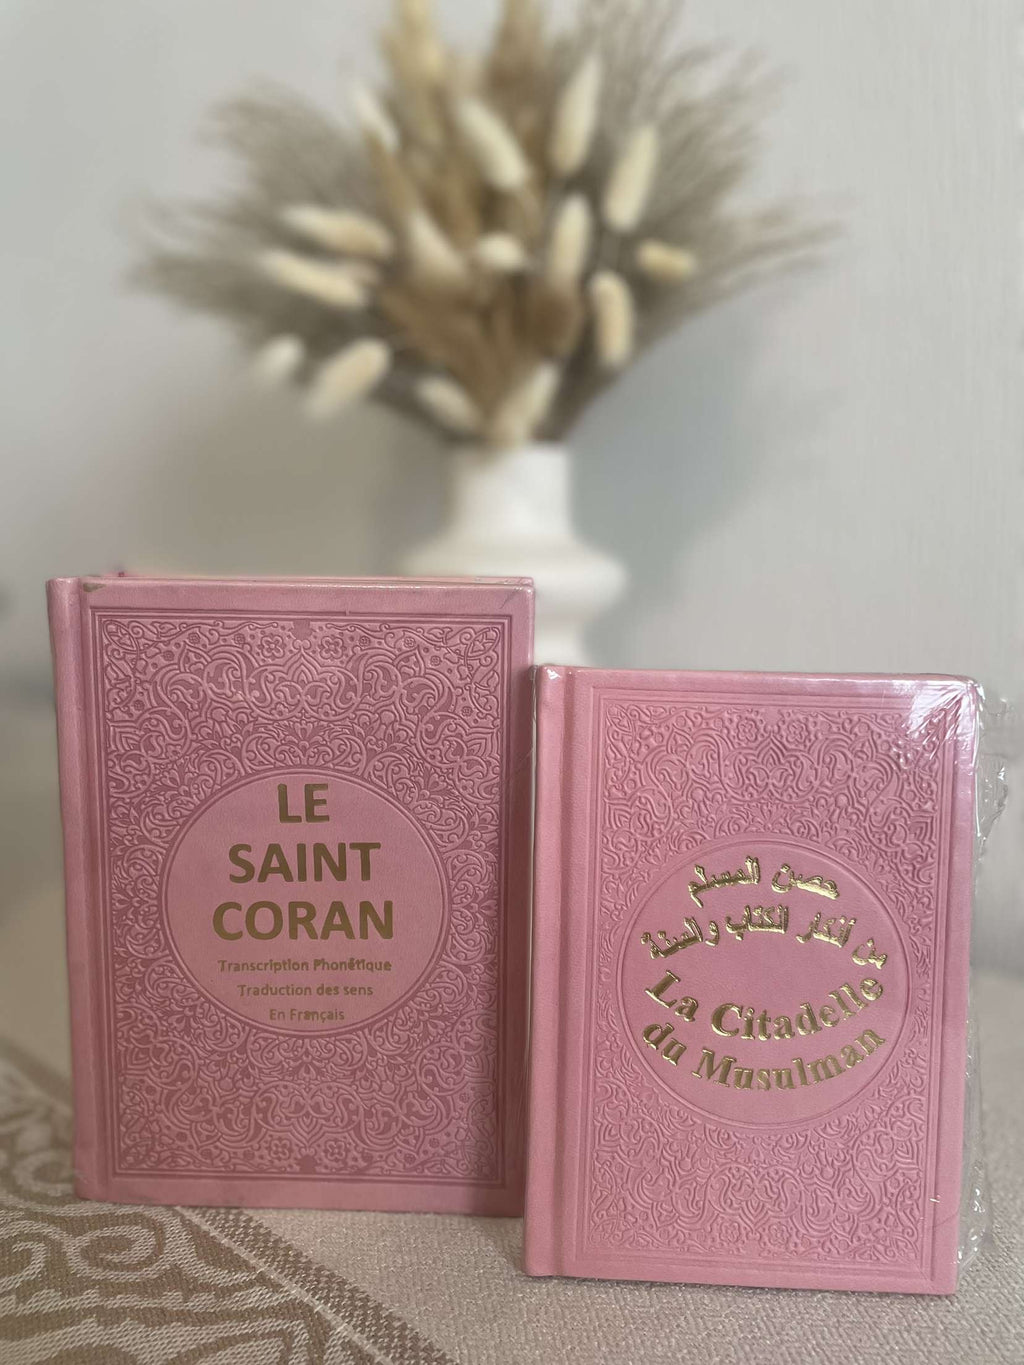 LE
SAINT
CORAN
Transcription Phonétique
Traduction des sens
En Français
حصن المسلم
من أذكار الكتاب والسنة
La Citadelle
du Musulman